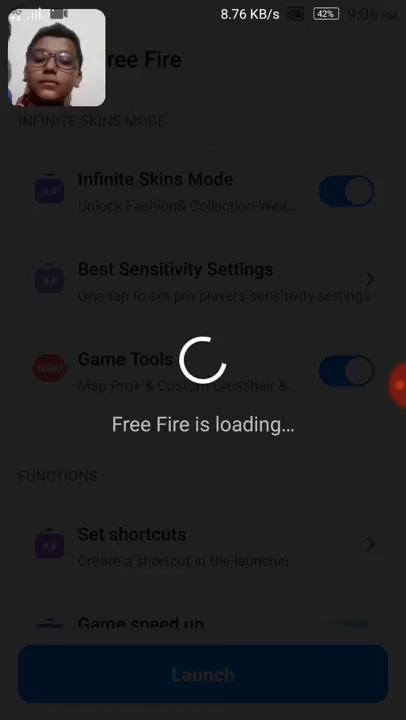 8.76 KB/s 42% 9:06 PM
ree Fire
INFINITE SKINS MODE
Infinite Skins Mode
Unlock Fashion& Collection-Wea...
Best Sensitivity Settings
One tap to set pro players sensitivity settings
NEW
Game Tools
Map Pro+ & Custom Crosshair &...
Free Fire is loading...
FUNCTIONS
Set shortcuts
Create a shortcut in the launcher
Game speed up
Launch